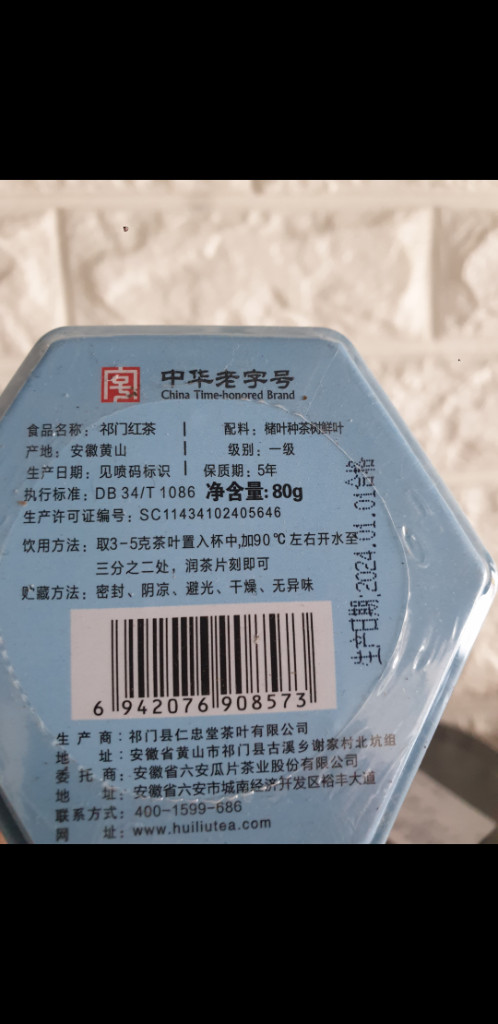 中华老字号
China Time-honored Brand
食品名称: 祁门红茶 配料: 槠叶种茶树鲜叶
产地: 安徽黄山 级别: 一级
生产日期: 见喷码标识 保质期: 5年
执行标准: DB 34/T 1086 净含量: 80g
生产许可证编号: SC11434102405646
饮用方法: 取3-5克茶叶置入杯中,加90℃左右开水至
三分之二处, 润茶片刻即可
贮藏方法: 密封、阴凉、避光、干燥、无异味
生产日期:2024.01.01合格
6 942076 908573
生产商: 祁门县仁忠堂茶叶有限公司
地址: 安徽省黄山市祁门县古溪乡谢家村北坑组
委托商: 安徽省六安瓜片茶业股份有限公司
地址: 安徽省六安市城南经济开发区裕丰大道
联系方式: 400-1599-686
网址: www.huiliutea.com